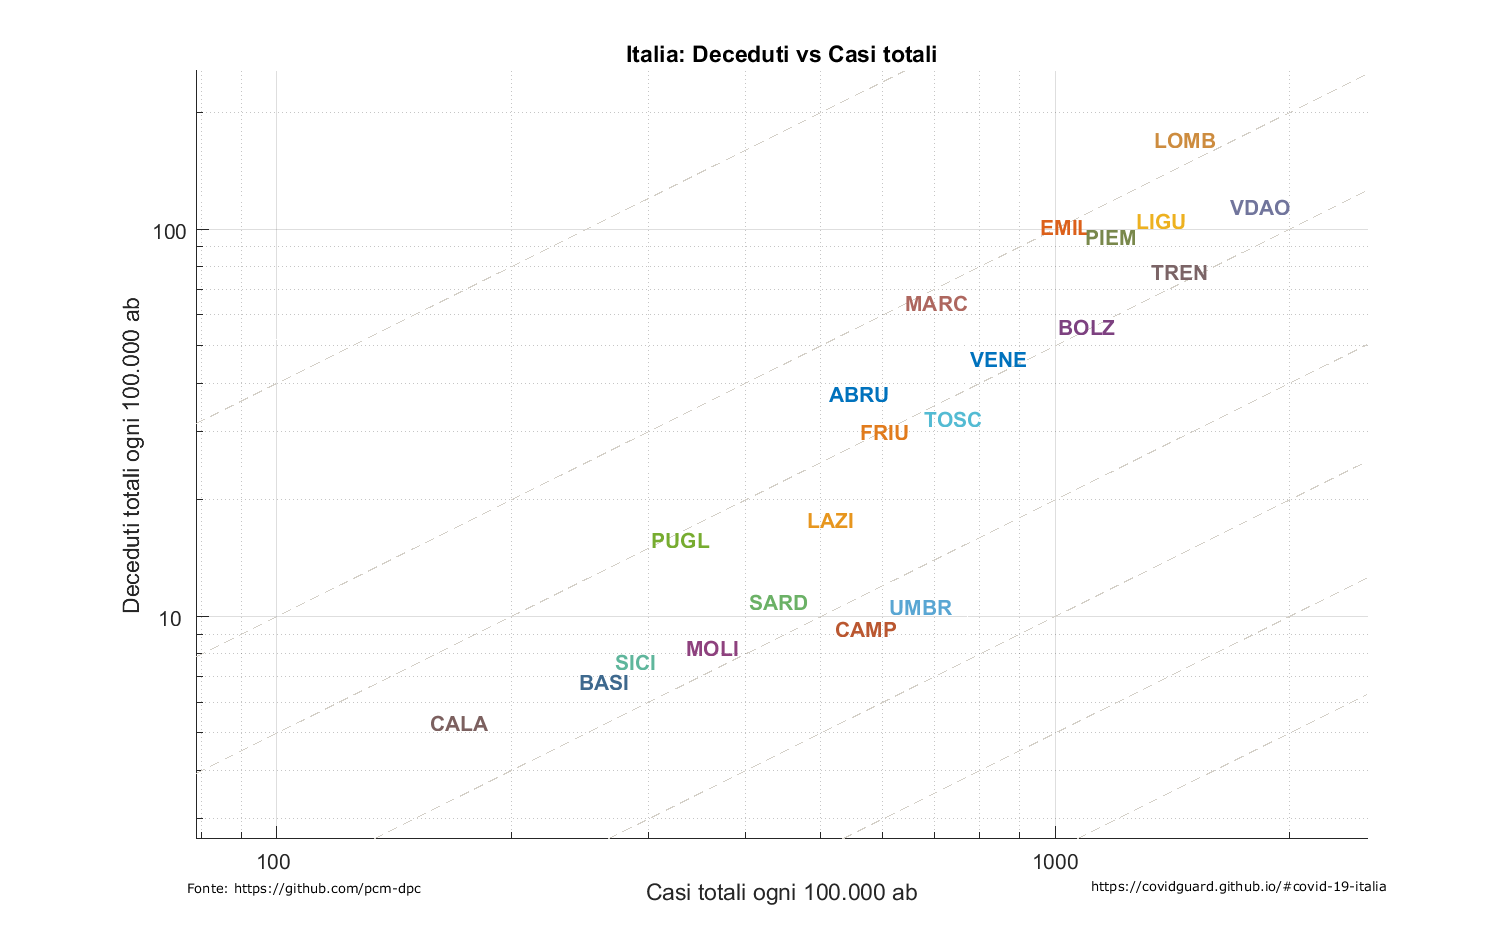 Italia: Deceduti vs Casi totali
LOMB
VDAO
LIGU
EMIL
PIEM
100
TREN
MARC
BOLZ
VENE
ABRU
TOSC
FRIU
LAZI
PUGL
SARD
UMBR
10
CAMP
MOLI
SICI
BASI
CALA
Deceduti totali ogni 100.000 ab
100
1000
Casi totali ogni 100.000 ab
Fonte: https://github.com/pcm-dpc
https://covidguard.github.io/#covid-19-italia